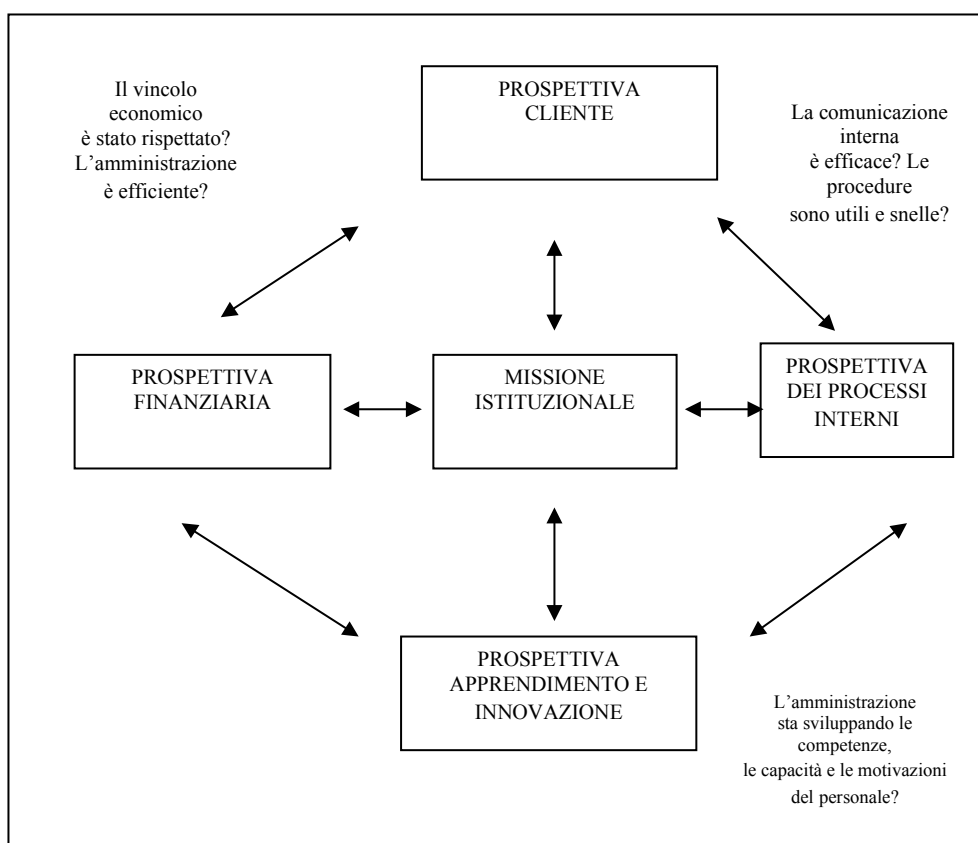 Il vincolo
economico
è stato rispettato?
L’amministrazione
è efficiente?
PROSPETTIVA
CLIENTE
La comunicazione
interna
è efficace? Le
procedure
sono utili e snelle?
PROSPETTIVA
FINANZIARIA
MISSIONE
ISTITUZIONALE
PROSPETTIVA
DEI PROCESSI
INTERNI
PROSPETTIVA
APPRENDIMENTO E
INNOVAZIONE
L’amministrazione
sta sviluppando le
competenze,
le capacità e le motivazioni
del personale?